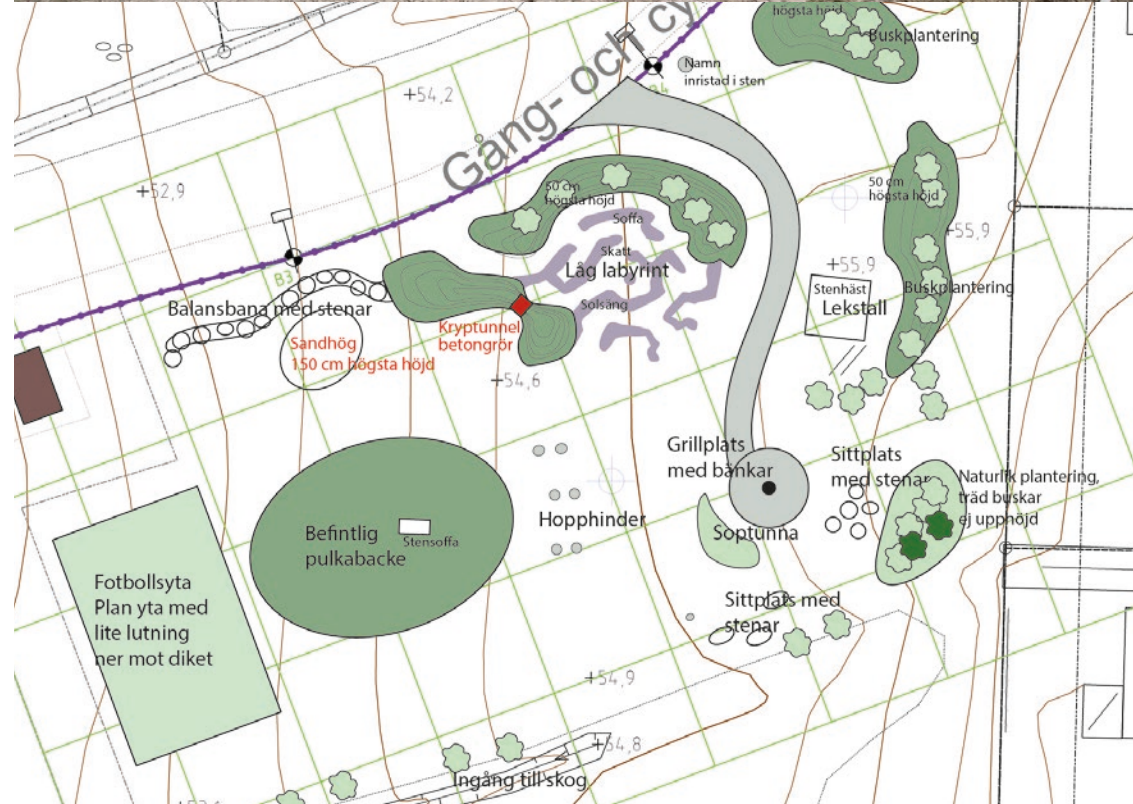 högsta höjd
Buskplantering
Namn
inristad i sten
Gång- och cy
B4
+54,2
+52,9
50 cm
högsta höjd
50 cm
högsta höjd
Soffa
+55,9
Skatt
Låg labyrint
+55,9
B3
Stenhäst
Buskplantering
Balansbana med stenar
Solsäng
Lekstall
Kryptunnel
betongrör
Sandhög
150 cm högsta höjd
+54,6
Grillplats
med bänkar
Sittplats
med stenar
Naturlik plantering,
träd buskar
ej upphöjd
Hopphinder
Soptunna
Befintlig
pulkabacke
Stensoffa
Fotbollsyta
Plan yta med
lite lutning
ner mot diket
Sittplats med
stenar
+54,9
+54,8
Ingång till skog